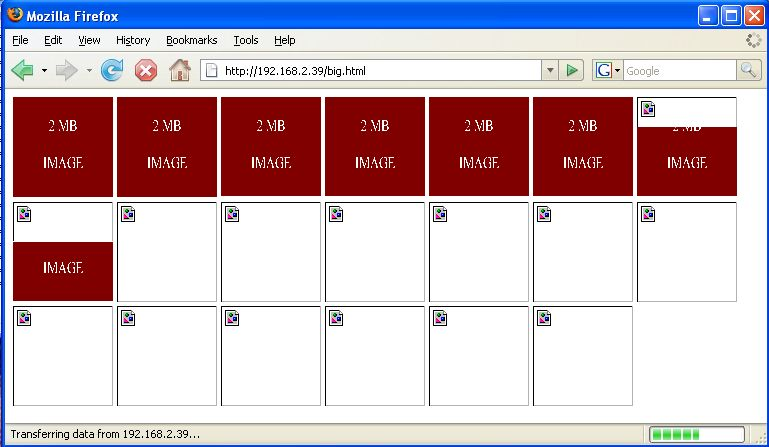 Mozilla Firefox
File Edit View History Bookmarks Tools Help
http://192.168.2.39/big.html G Google
2 MB 2 MB 2 MB 2 MB 2 MB 2 MB 2 MB
IMAGE IMAGE IMAGE IMAGE IMAGE IMAGE IMAGE
IMAGE
Transferring data from 192.168.2.39...